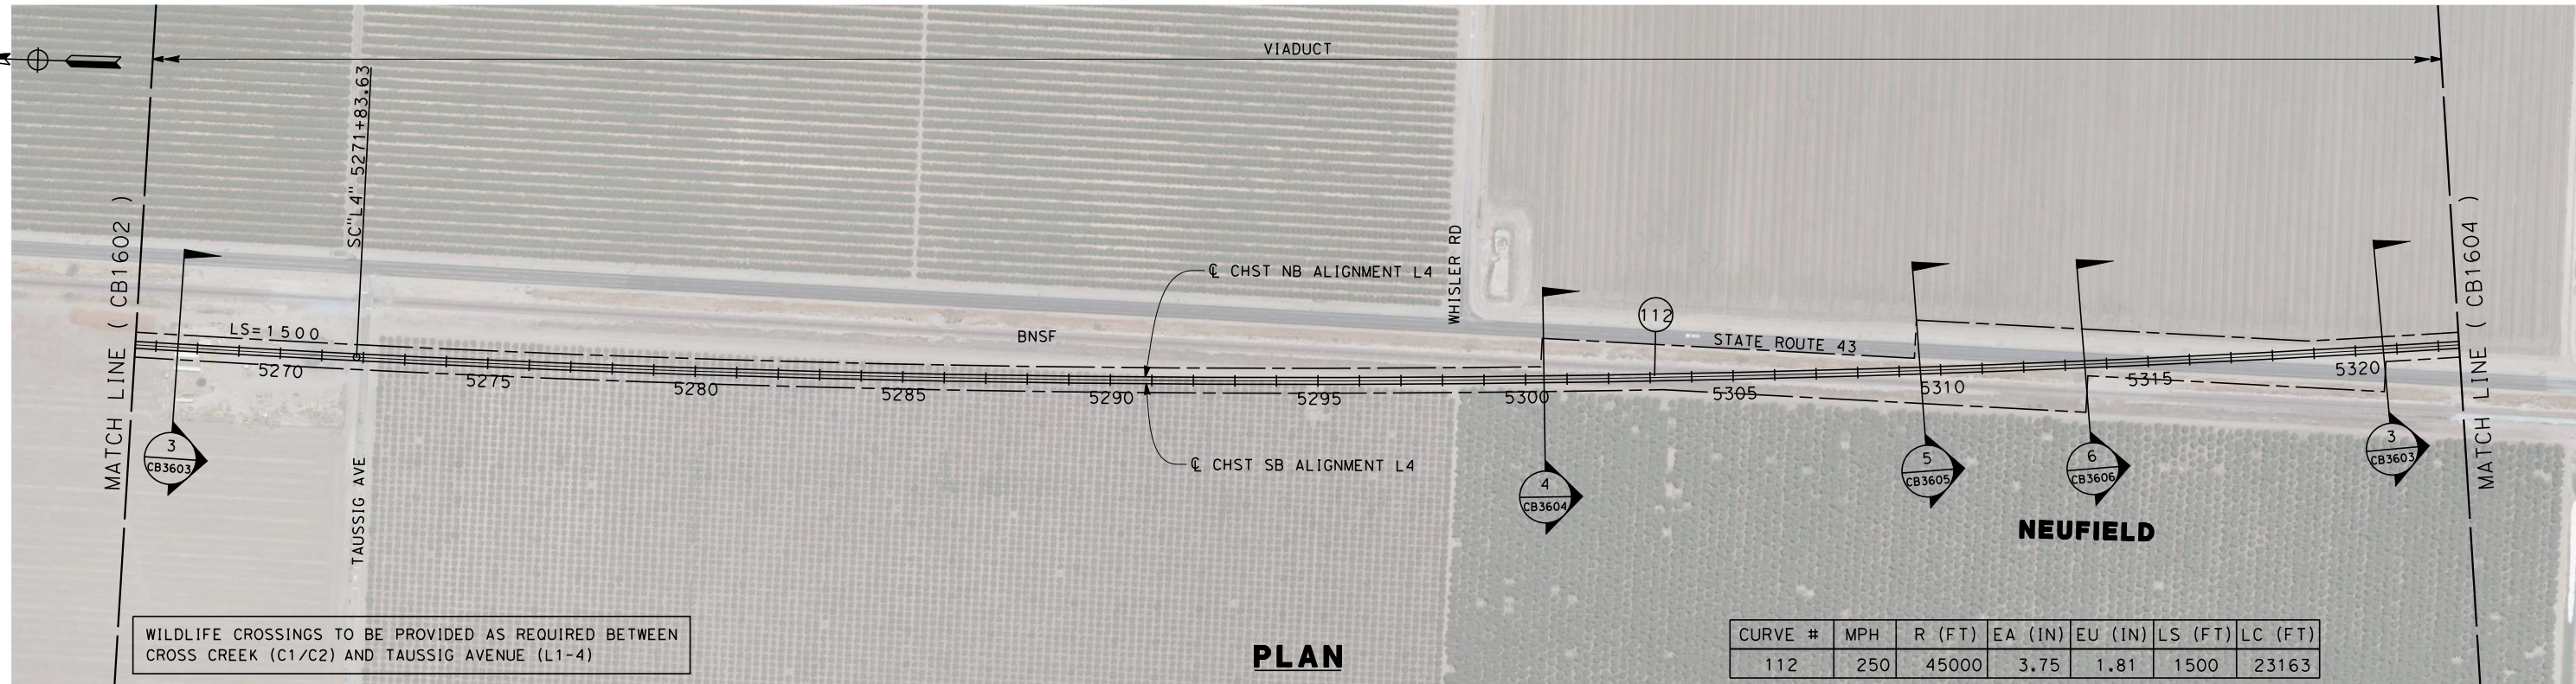 VIADUCT
SC"L4" 5271+83.63
MATCH LINE ( CB1602 )
MATCH LINE ( CB1604 )
WHISLER RD
℄ CHST NB ALIGNMENT L4
112
LS=1500
BNSF
STATE ROUTE 43
5270
5275
5280
5285
5290
5295
5300
5305
5310
5315
5320
3
CB3603
TAUSSIG AVE
℄ CHST SB ALIGNMENT L4
4
CB3604
5
CB3605
6
CB3606
3
CB3603
NEUFIELD
WILDLIFE CROSSINGS TO BE PROVIDED AS REQUIRED BETWEEN
CROSS CREEK (C1/C2) AND TAUSSIG AVENUE (L1-4)
PLAN
CURVE # MPH R (FT) EA (IN) EU (IN) LS (FT) LC (FT)
112 250 45000 3.75 1.81 1500 23163